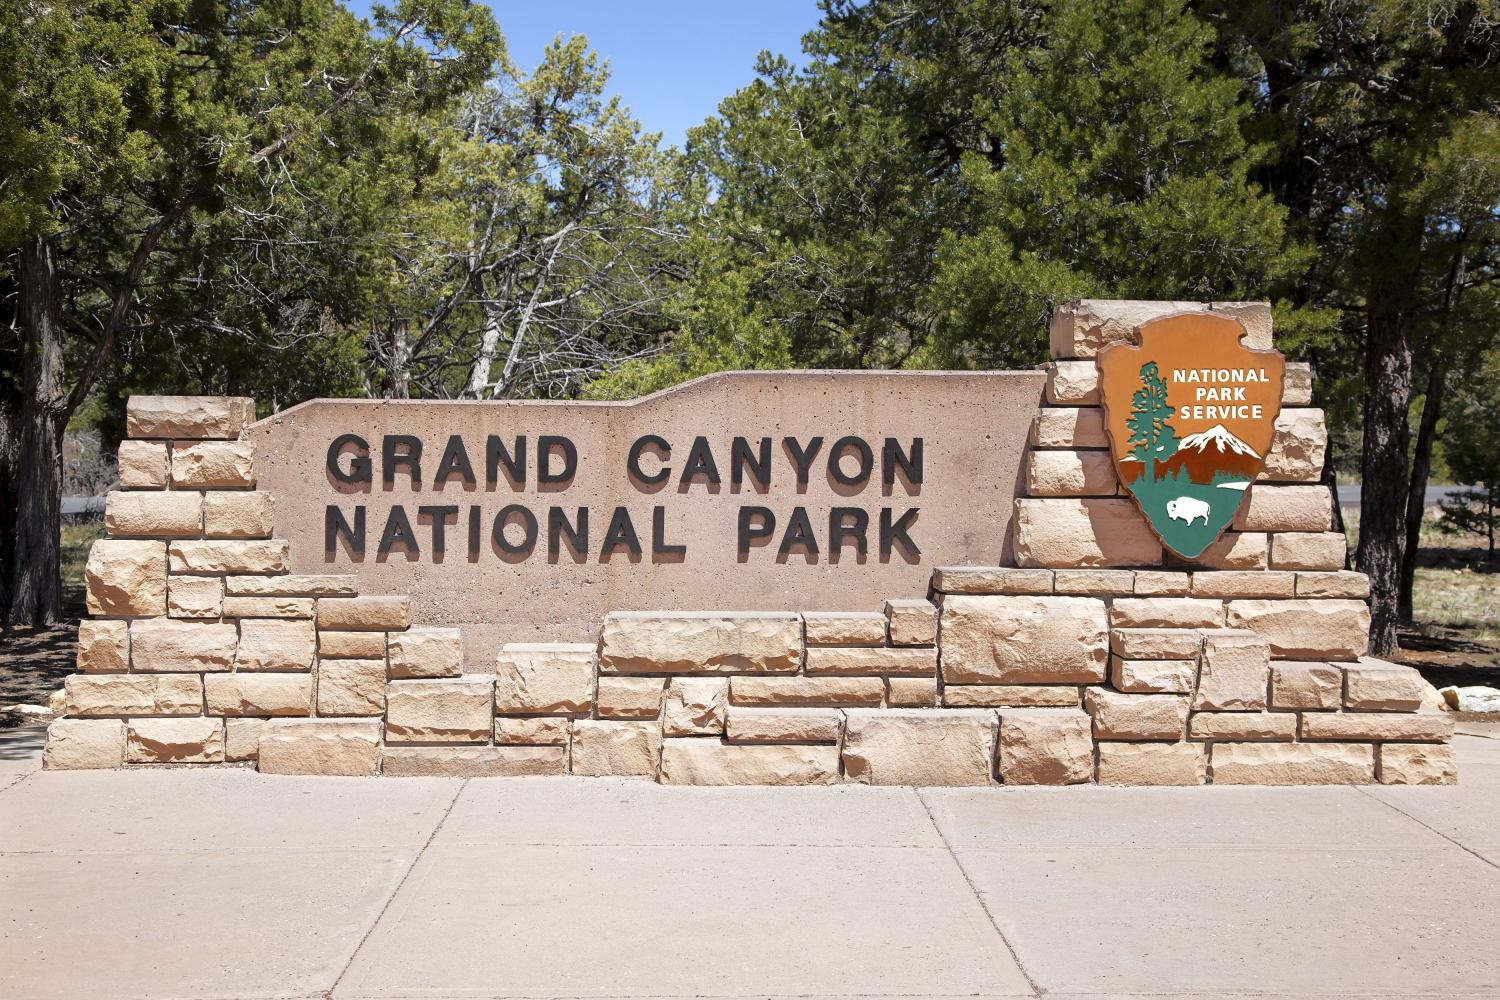 GRAND CANYON
NATIONAL PARK
NATIONAL
PARK
SERVICE